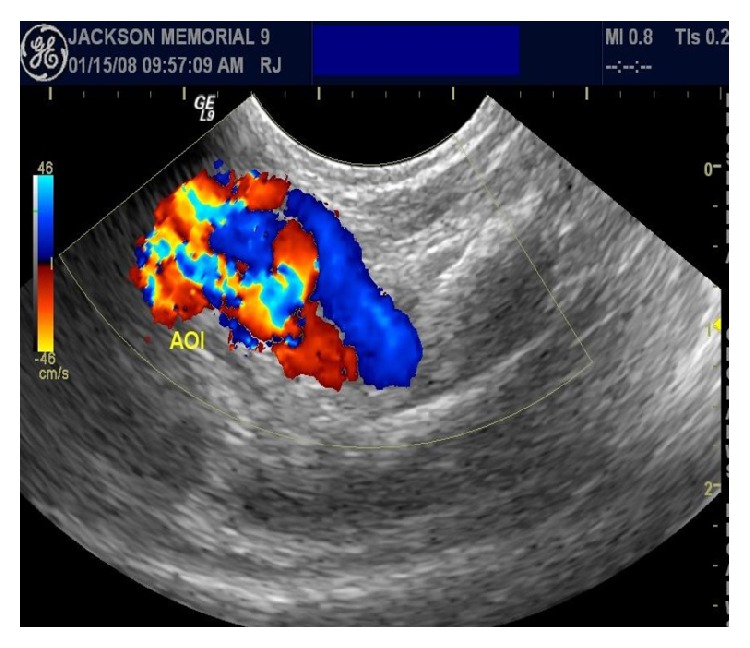 JACKSON MEMORIAL 9
01/15/08 09:57:09 AM RJ
MI 0.8 TIs 0.2
--:--:--
GE
L9
46
-46
cm/s
AOI
0
1
2